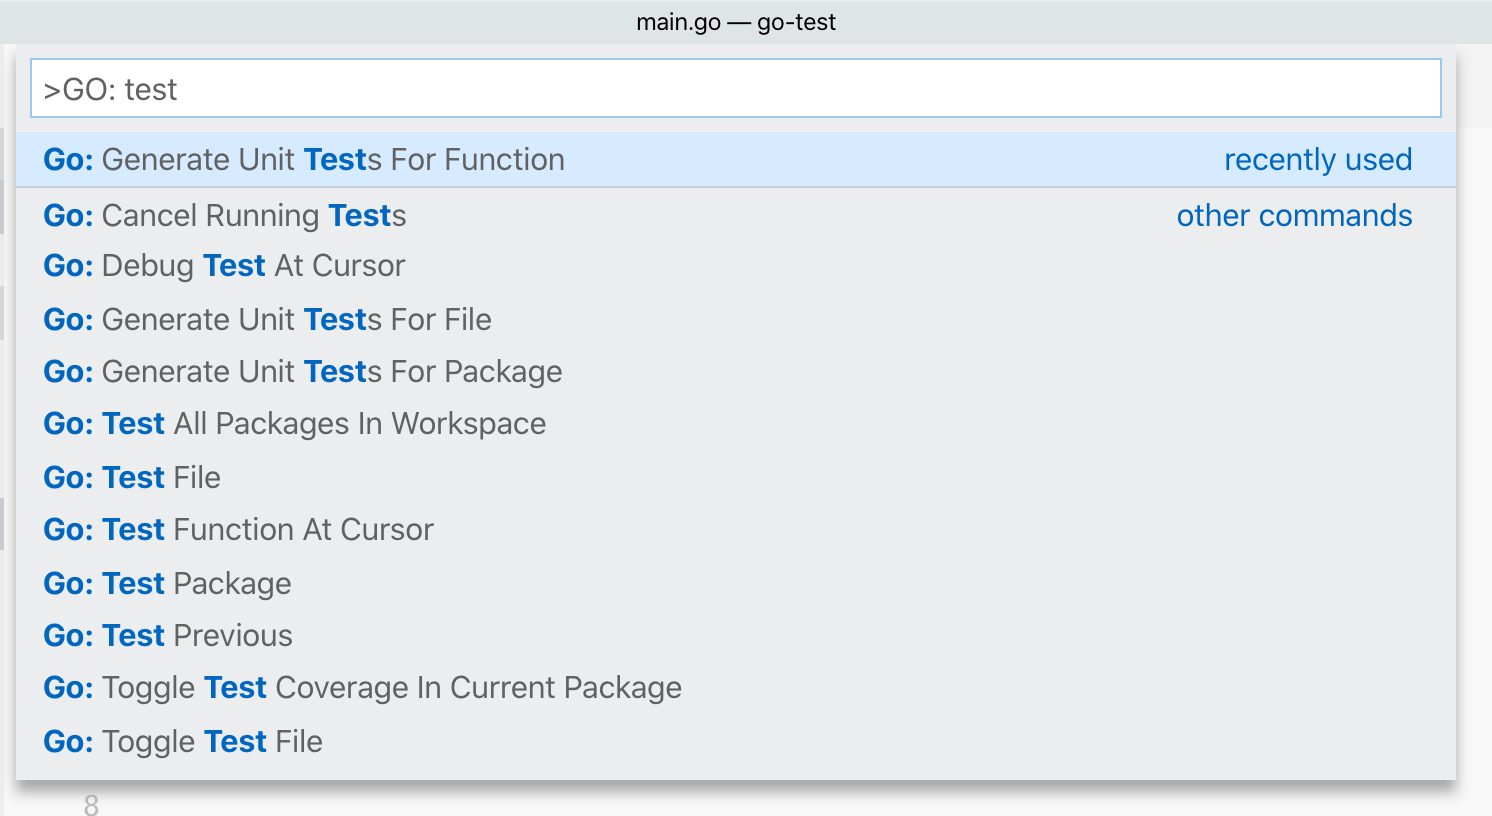 main.go — go-test
>GO: test
Go: Generate Unit Tests For Function recently used
Go: Cancel Running Tests other commands
Go: Debug Test At Cursor
Go: Generate Unit Tests For File
Go: Generate Unit Tests For Package
Go: Test All Packages In Workspace
Go: Test File
Go: Test Function At Cursor
Go: Test Package
Go: Test Previous
Go: Toggle Test Coverage In Current Package
Go: Toggle Test File
8